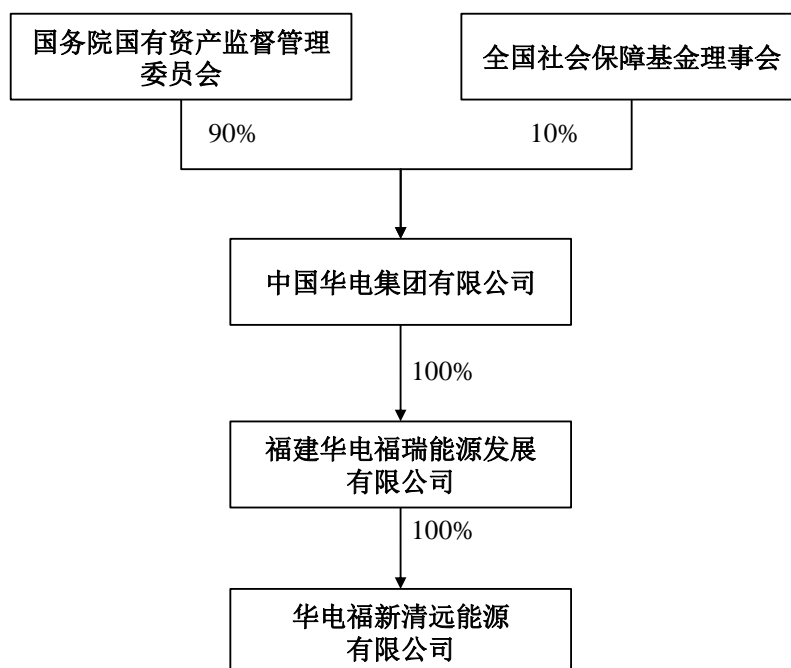 国务院国有资产监督管理
委员会
全国社会保障基金理事会
90%
10%
中国华电集团有限公司
100%
福建华电福瑞能源发展
有限公司
100%
华电福新清远能源
有限公司